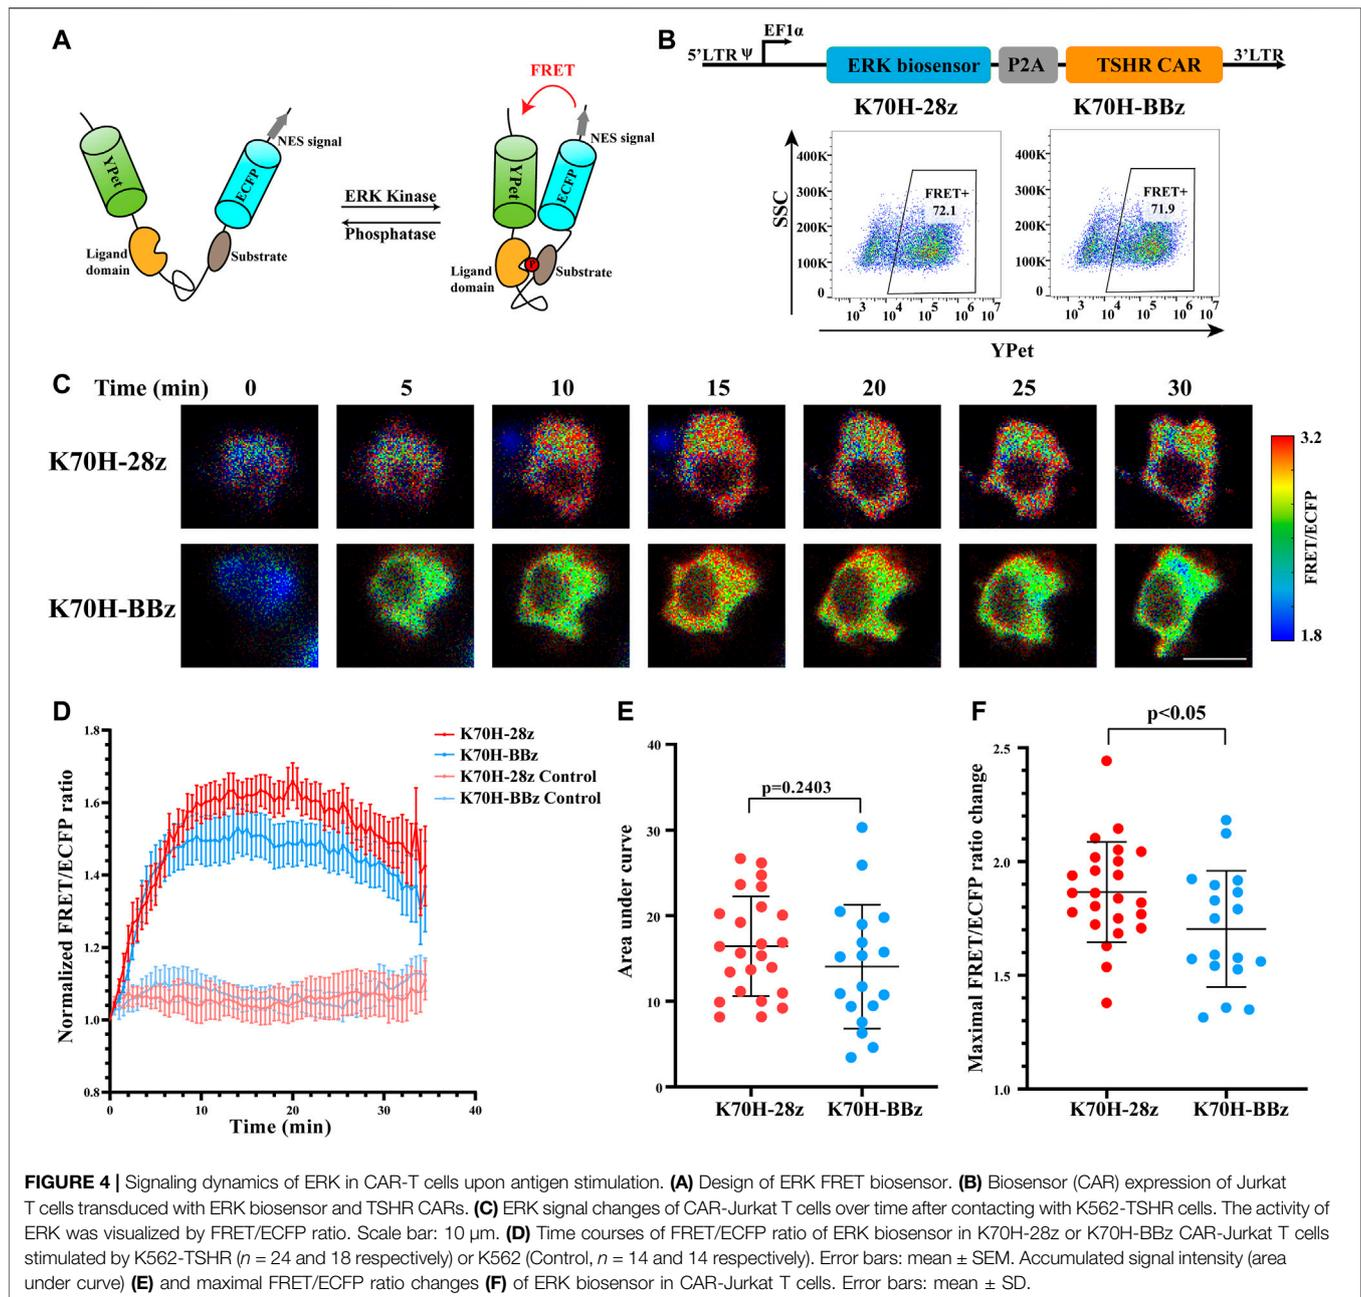 A
FRET
NES signal
NES signal
YPet
ECFP
YPet
ECFP
ERK Kinase
Phosphatase
Ligand
domain
Substrate
Ligand
domain
Y
Substrate
B
EF1α
5'LTR Ψ
ERK biosensor
P2A
TSHR CAR
3'LTR
K70H-28z
K70H-BBz
SSC
400K
300K
200K
100K
0
FRET+
72.1
10^3 10^4 10^5 10^6 10^7
400K
300K
200K
100K
0
FRET+
71.9
10^3 10^4 10^5 10^6 10^7
YPet
C
Time (min) 0 5 10 15 20 25 30
K70H-28z
K70H-BBz
3.2
FRET/ECFP
1.8
D
Normalized FRET/ECFP ratio
1.8
1.6
1.4
1.2
1.0
0.8
0 10 20 30 40
Time (min)
K70H-28z
K70H-BBz
K70H-28z Control
K70H-BBz Control
E
Area under curve
40
30
20
10
0
p=0.2403
K70H-28z K70H-BBz
F
Maximal FRET/ECFP ratio change
2.5
2.0
1.5
1.0
p<0.05
K70H-28z K70H-BBz
FIGURE 4 | Signaling dynamics of ERK in CAR-T cells upon antigen stimulation. (A) Design of ERK FRET biosensor. (B) Biosensor (CAR) expression of Jurkat
T cells transduced with ERK biosensor and TSHR CARs. (C) ERK signal changes of CAR-Jurkat T cells over time after contacting with K562-TSHR cells. The activity of
ERK was visualized by FRET/ECFP ratio. Scale bar: 10 μm. (D) Time courses of FRET/ECFP ratio of ERK biosensor in K70H-28z or K70H-BBz CAR-Jurkat T cells
stimulated by K562-TSHR (n = 24 and 18 respectively) or K562 (Control, n = 14 and 14 respectively). Error bars: mean ± SEM. Accumulated signal intensity (area
under curve) (E) and maximal FRET/ECFP ratio changes (F) of ERK biosensor in CAR-Jurkat T cells. Error bars: mean ± SD.